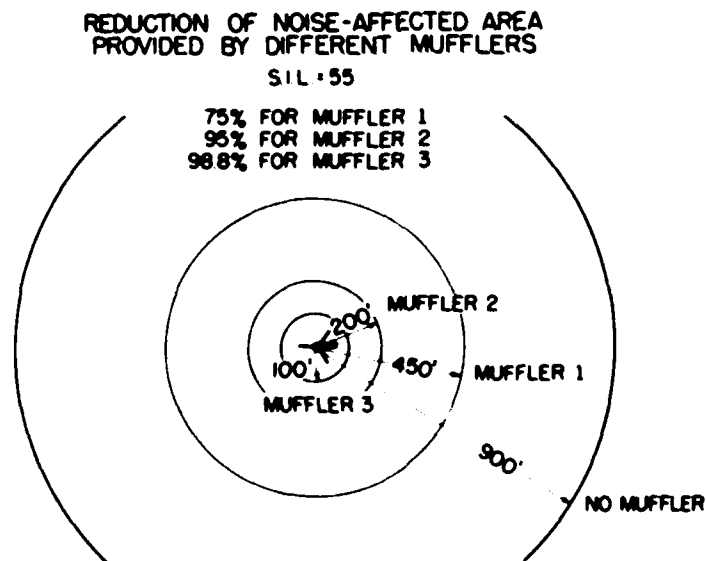 REDUCTION OF NOISE-AFFECTED AREA
PROVIDED BY DIFFERENT MUFFLERS
S.I.L = 55
75% FOR MUFFLER 1
95% FOR MUFFLER 2
98.8% FOR MUFFLER 3
MUFFLER 2
200'
100'
450'
MUFFLER 1
MUFFLER 3
900'
NO MUFFLER